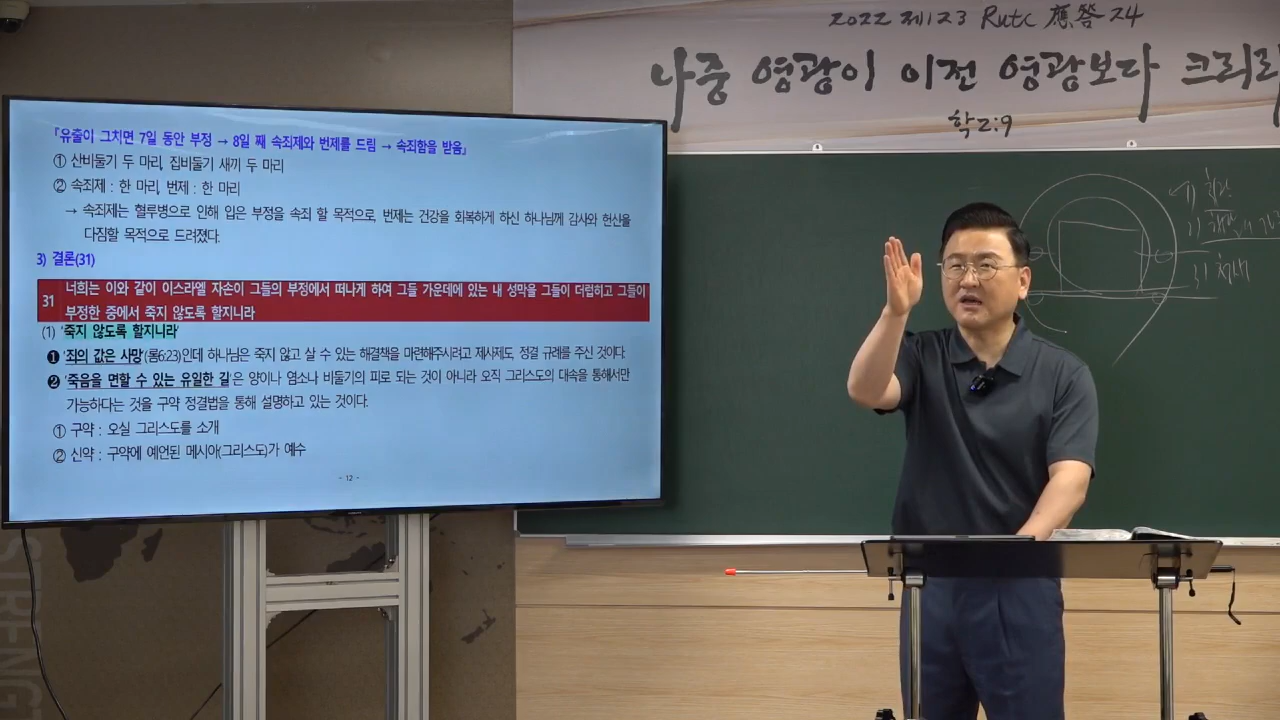 2022 제123 Rutc 應答 24
나중 영광이 이전 영광보다 크리라
학2:9
『유출이 그치면 7일 동안 부정 → 8일 째 속죄제와 번제를 드림 → 속죄함을 받음』
① 산비둘기 두 마리, 집비둘기 새끼 두 마리
② 속죄제 : 한 마리, 번제 : 한 마리
→ 속죄제는 혈루병으로 인해 입은 부정을 속죄 할 목적으로, 번제는 건강을 회복하게 하신 하나님께 감사와 헌신을
다짐할 목적으로 드려졌다.
3) 결론(31)
31 너희는 이와 같이 이스라엘 자손이 그들의 부정에서 떠나게 하여 그들 가운데에 있는 내 성막을 그들이 더럽히고 그들이
부정한 중에서 죽지 않도록 할지니라
(1) '죽지 않도록 할지니라'
❶ '죄의 값은 사망'(롬6:23)인데 하나님은 죽지 않고 살 수 있는 해결책을 마련해주시려고 제사제도, 정결 규례를 주신 것이다.
❷ '죽음을 면할 수 있는 유일한 길'은 양이나 염소나 비둘기의 피로 되는 것이 아니라 오직 그리스도의 대속을 통해서만
가능하다는 것을 구약 정결법을 통해 설명하고 있는 것이다.
① 구약 : 오실 그리스도를 소개
② 신약 : 구약에 예언된 메시아(그리스도)가 예수
- 12 -
1)
2)
3)
STRENGT